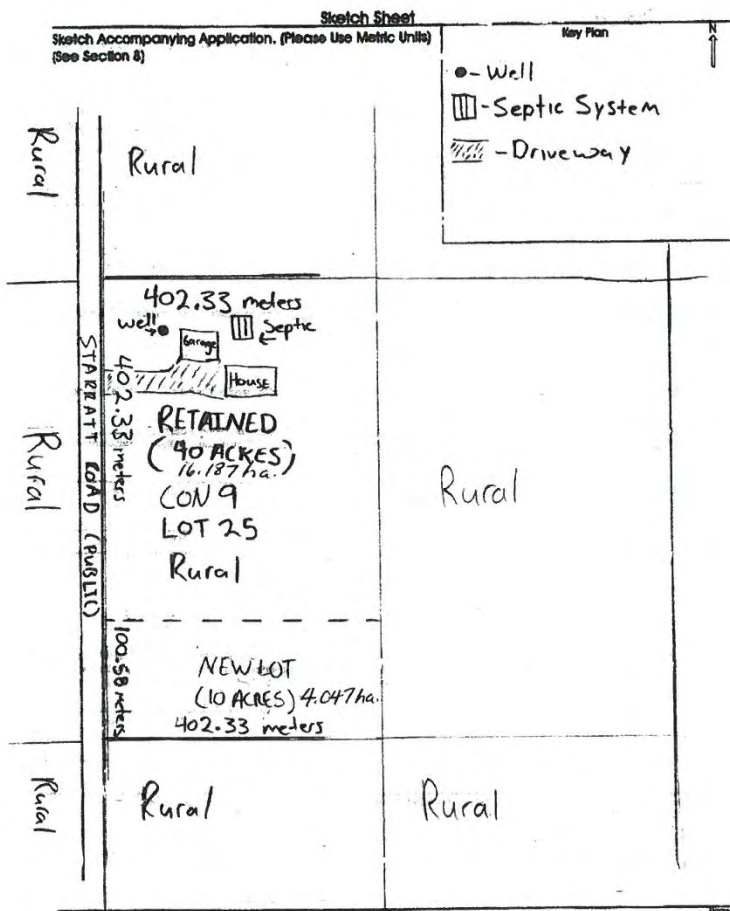 Sketch Sheet
Sketch Accompanying Application. (Please Use Metric Units)
(See Section 8)
Key Plan
N
- Well
- Septic System
- Driveway
Rural
Rural
402.33 meters
Well
Septic
Garage
House
402.33 meters
STARRATT ROAD (PUBLIC)
Rural
RETAINED
(40 ACRES)
16.187 ha.
CON 9
LOT 25
Rural
Rural
100.58 meters
NEW LOT
(10 ACRES) 4.047 ha.
402.33 meters
Rural
Rural
Rural